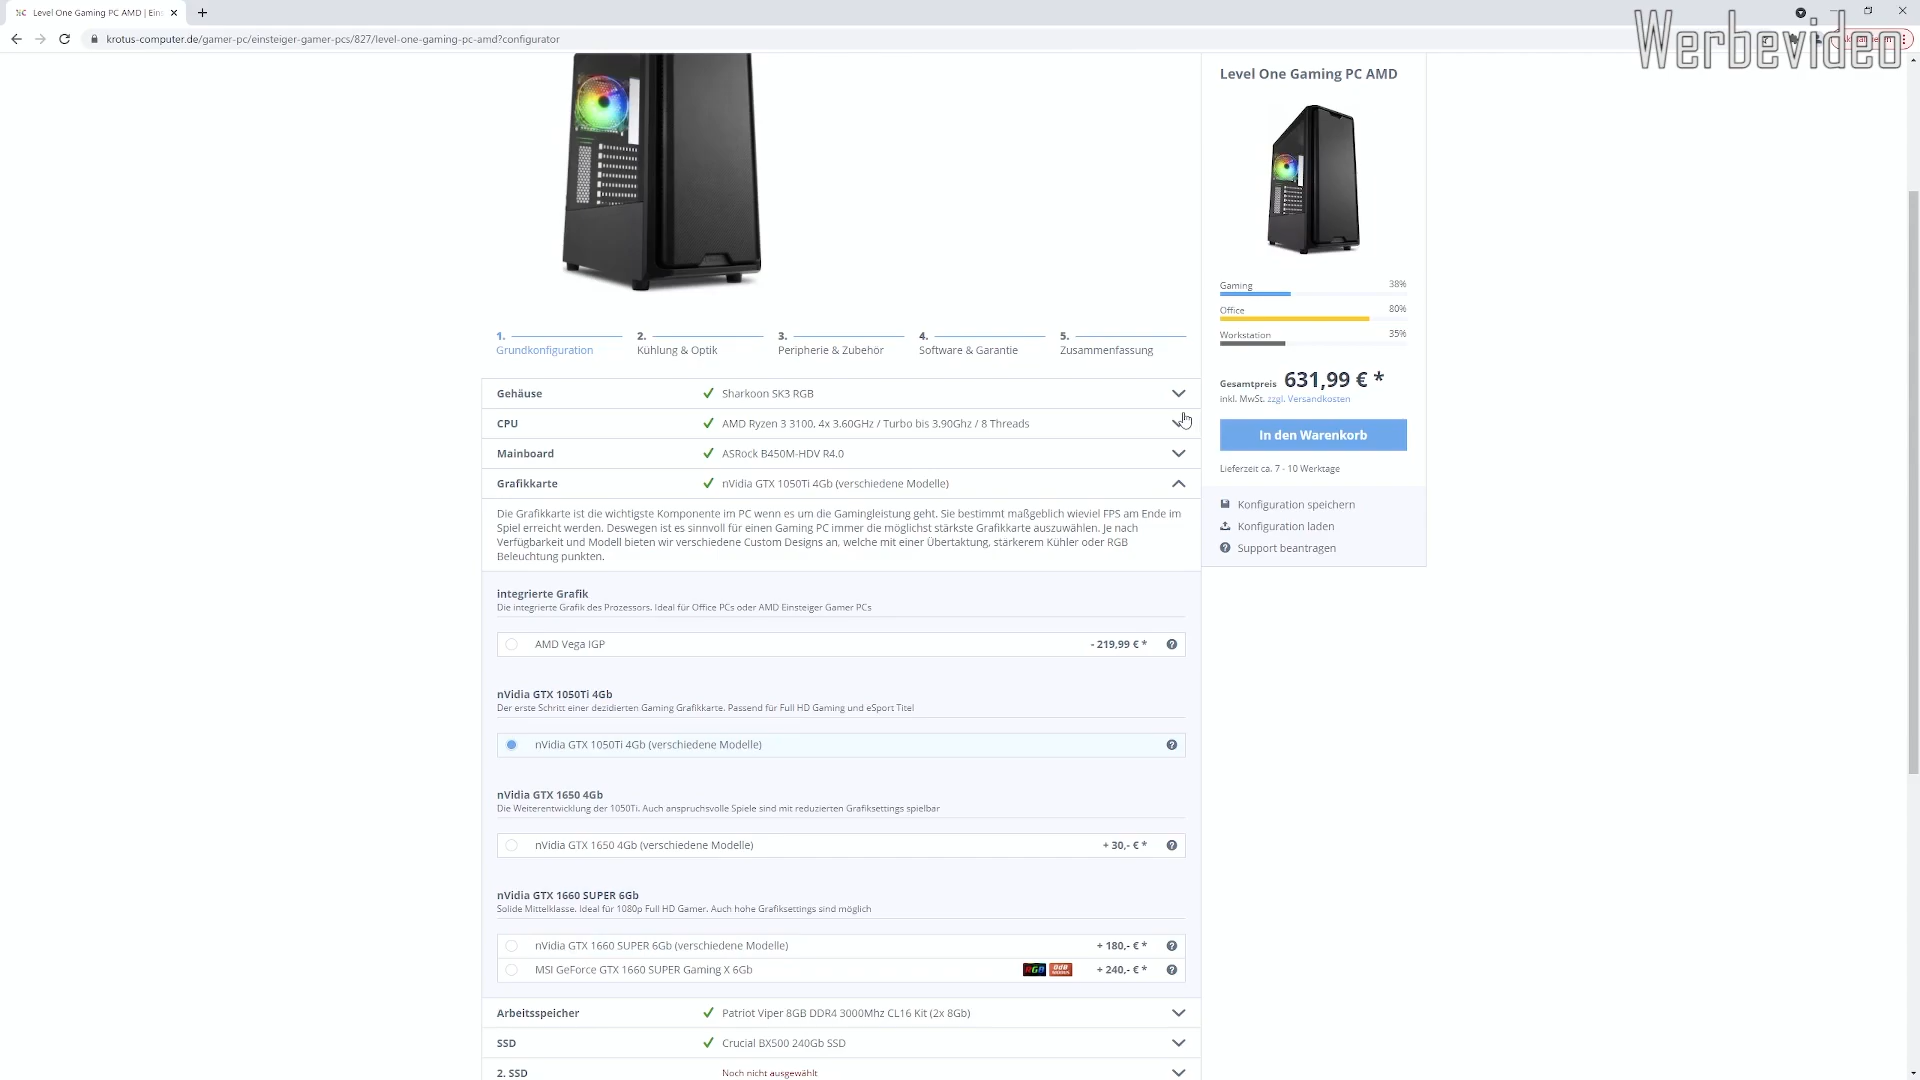 Level One Gaming PC AMD | Ein
krotus-computer.de/gamer-pc/einsteiger-gamer-pcs/827/level-one-gaming-pc-amd?configurator
Werbevideo
Level One Gaming PC AMD
Gaming 38%
Office 80%
Workstation 35%
Gesamtpreis 631,99 € *
inkl. MwSt. zzgl. Versandkosten
In den Warenkorb
Lieferzeit ca. 7 - 10 Werktage
Konfiguration speichern
Konfiguration laden
Support beantragen
1. 2. 3. 4. 5.
Grundkonfiguration Kühlung & Optik Peripherie & Zubehör Software & Garantie Zusammenfassung
Gehäuse Sharkoon SK3 RGB
CPU AMD Ryzen 3 3100, 4x 3.60GHz / Turbo bis 3.90Ghz / 8 Threads
Mainboard ASRock B450M-HDV R4.0
Grafikkarte nVidia GTX 1050Ti 4Gb (verschiedene Modelle)
Die Grafikkarte ist die wichtigste Komponente im PC wenn es um die Gamingleistung geht. Sie bestimmt maßgeblich wieviel FPS am Ende im
Spiel erreicht werden. Deswegen ist es sinnvoll für einen Gaming PC immer die möglichst stärkste Grafikkarte auszuwählen. Je nach
Verfügbarkeit und Modell bieten wir verschiedene Custom Designs an, welche mit einer Übertaktung, stärkerem Kühler oder RGB
Beleuchtung punkten.
integrierte Grafik
Die integrierte Grafik des Prozessors. Ideal für Office PCs oder AMD Einsteiger Gamer PCs
AMD Vega IGP - 219,99 € *
nVidia GTX 1050Ti 4Gb
Der erste Schritt einer dezidierten Gaming Grafikkarte. Passend für Full HD Gaming und eSport Titel
nVidia GTX 1050Ti 4Gb (verschiedene Modelle)
nVidia GTX 1650 4Gb
Die Weiterentwicklung der 1050Ti. Auch anspruchsvolle Spiele sind mit reduzierten Grafiksettings spielbar
nVidia GTX 1650 4Gb (verschiedene Modelle) + 30,- € *
nVidia GTX 1660 SUPER 6Gb
Solide Mittelklasse. Ideal für 1080p Full HD Gamer. Auch hohe Grafiksettings sind möglich
nVidia GTX 1660 SUPER 6Gb (verschiedene Modelle) + 180,- € *
MSI GeForce GTX 1660 SUPER Gaming X 6Gb RGB + 240,- € *
Arbeitsspeicher Patriot Viper 8GB DDR4 3000Mhz CL16 Kit (2x 8Gb)
SSD Crucial BX500 240Gb SSD
2. SSD Noch nicht ausgewählt